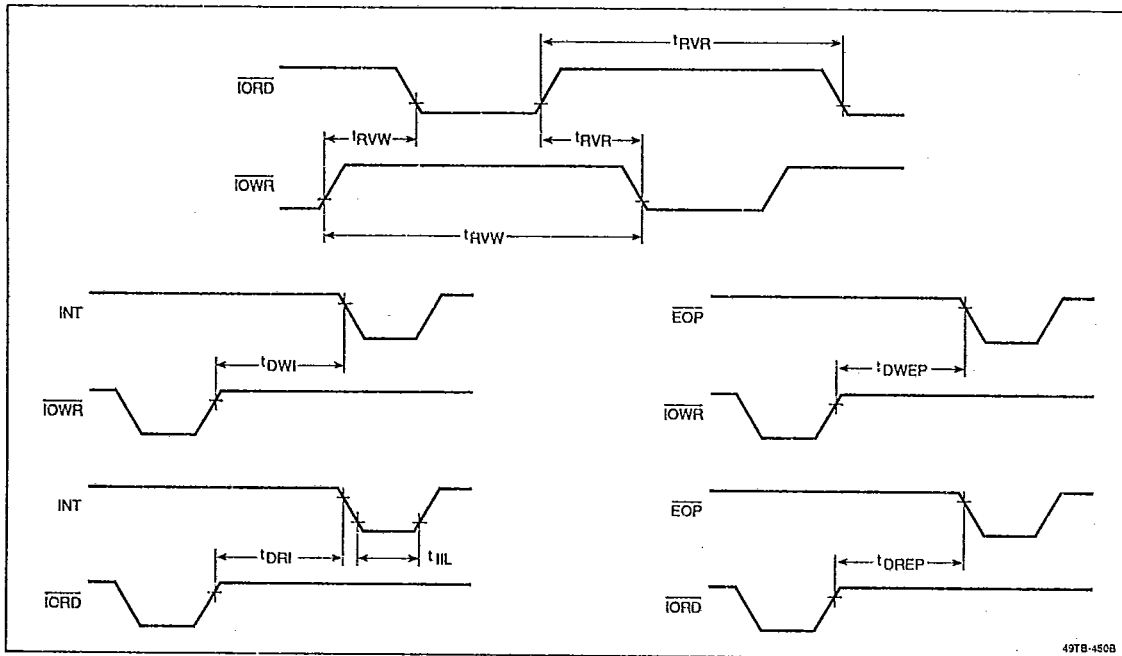 tRVR
IORD
tRVW
tRVR
IOWR
tRVW
INT
tDWI
IOWR
EOP
tDWEP
IOWR
INT
tDRI
tIIL
IORD
EOP
tDREP
IORD
49TB-450B